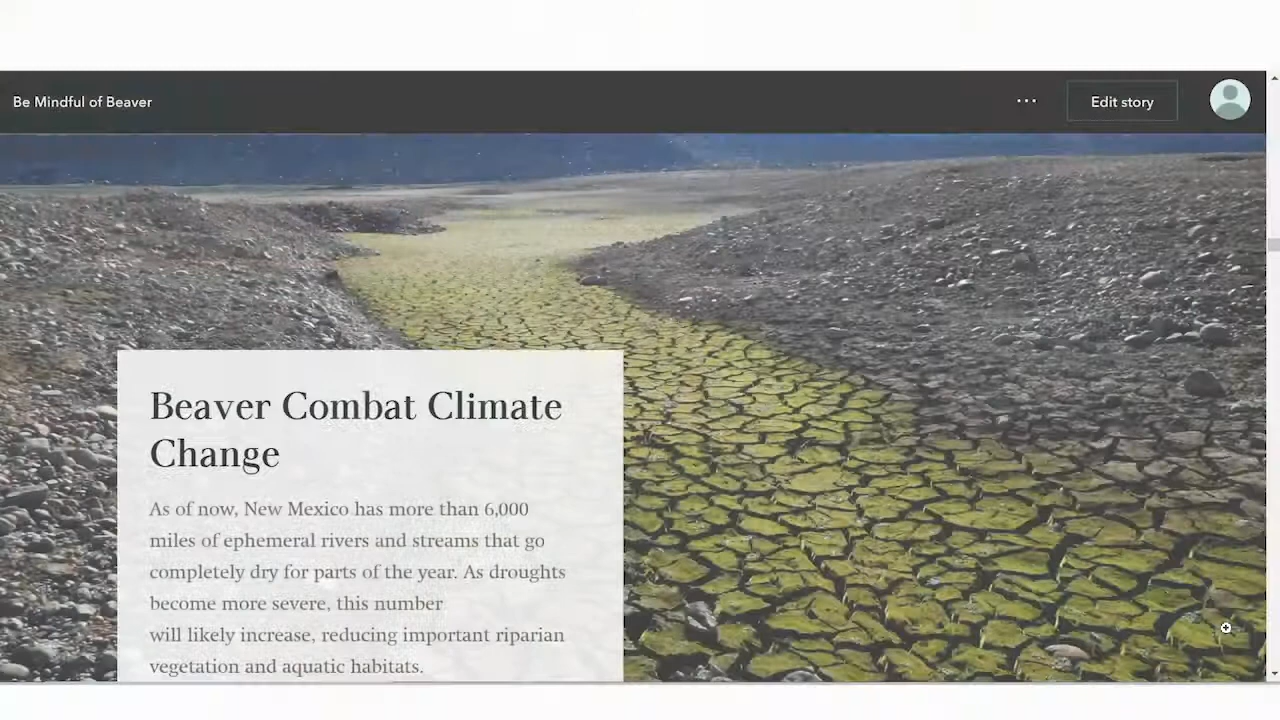 Be Mindful of Beaver
...
Edit story
Beaver Combat Climate
Change
As of now, New Mexico has more than 6,000
miles of ephemeral rivers and streams that go
completely dry for parts of the year. As droughts
become more severe, this number
will likely increase, reducing important riparian
vegetation and aquatic habitats.